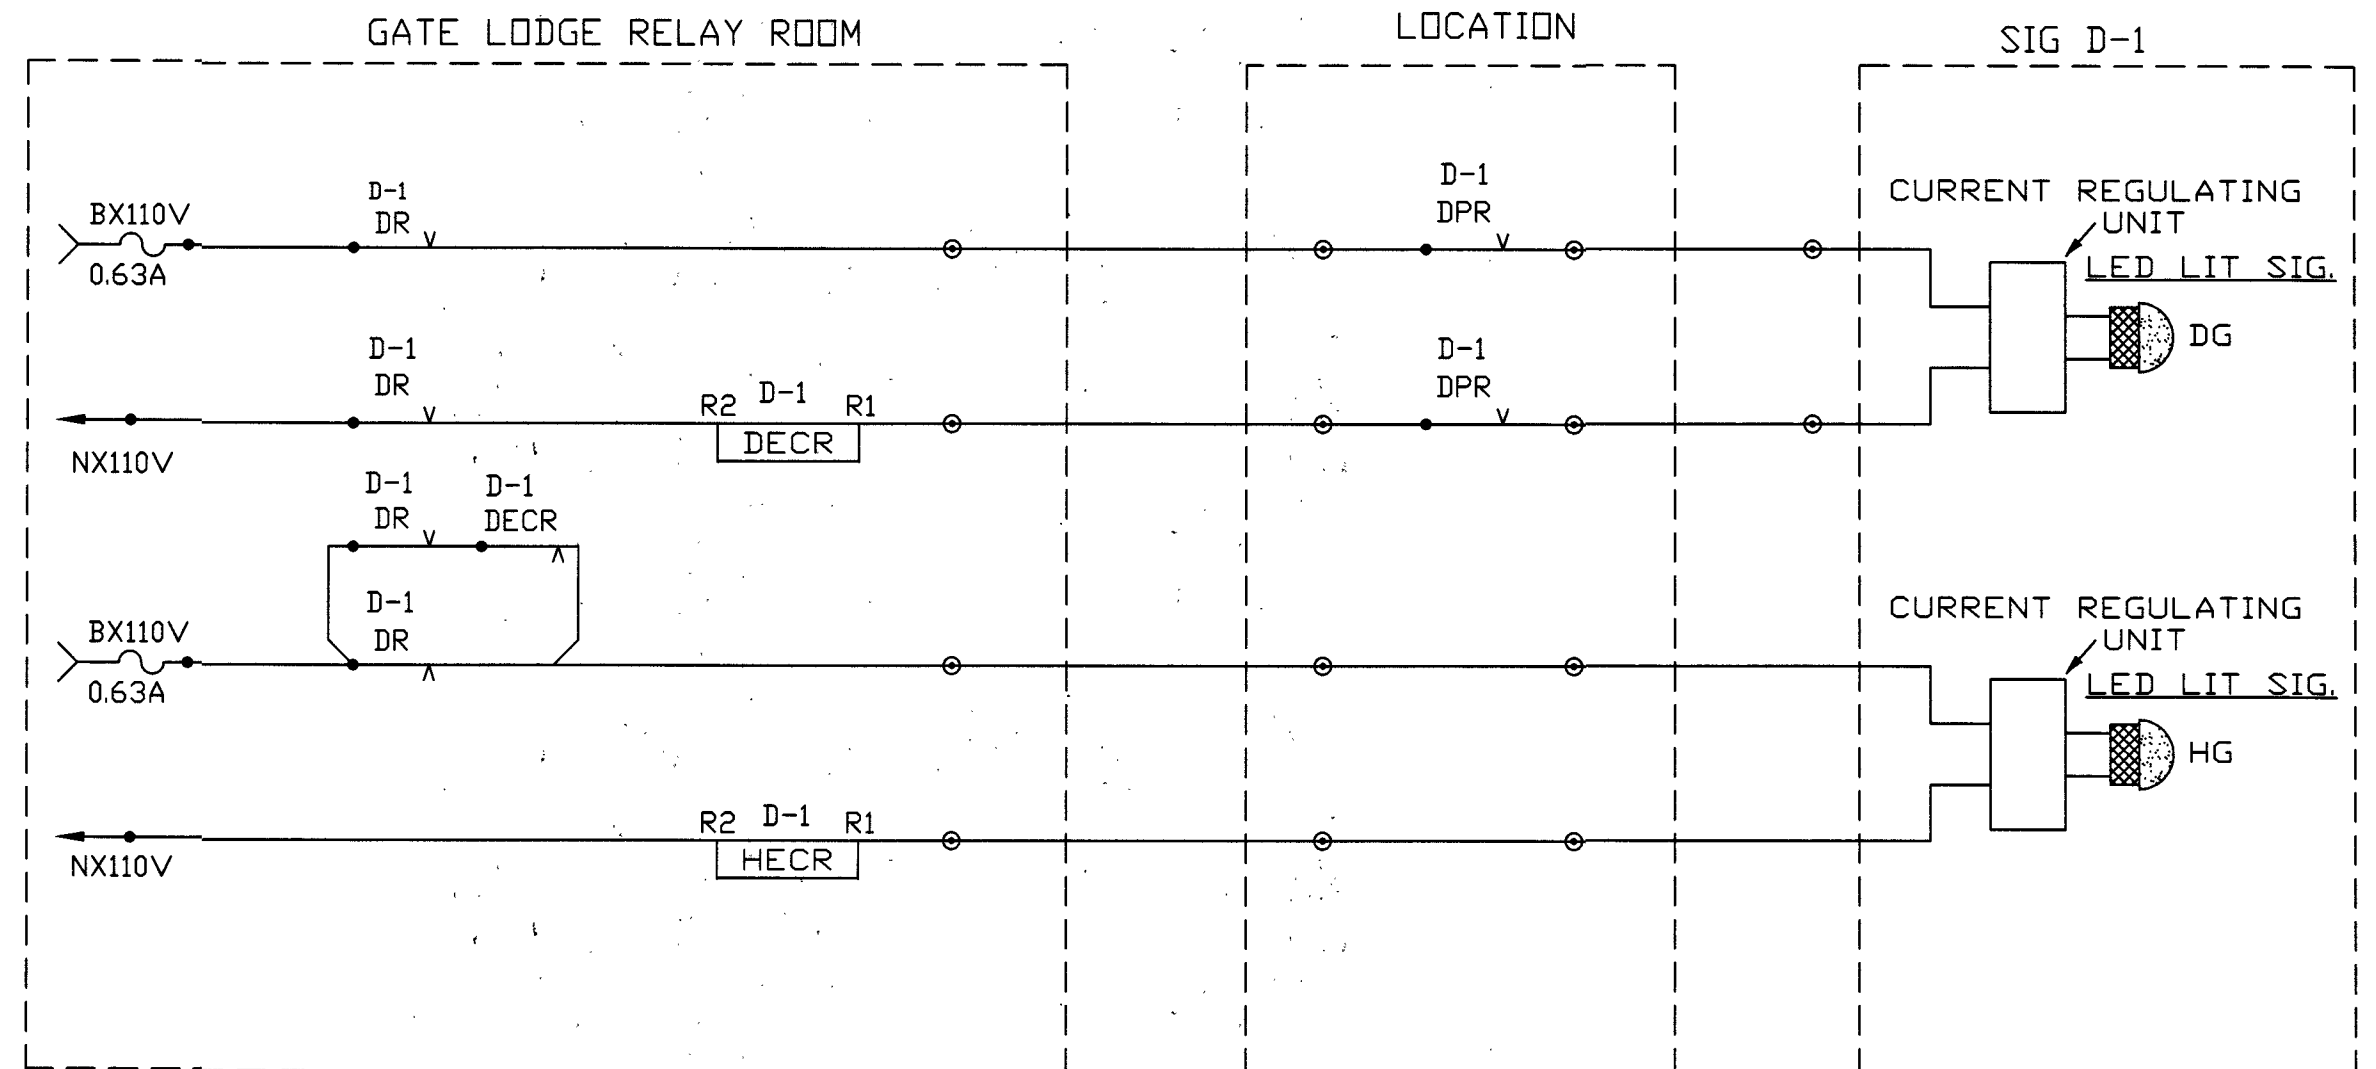 GATE LODGE RELAY ROOM
LOCATION
SIG D-1
BX110V
0.63A
D-1
DR
D-1
DPR
CURRENT REGULATING
UNIT
LED LIT SIG.
DG
NX110V
D-1
DR
R2 D-1 R1
DECR
D-1
DPR
D-1
DR
D-1
DECR
BX110V
0.63A
D-1
DR
CURRENT REGULATING
UNIT
LED LIT SIG.
HG
NX110V
R2 D-1 R1
HECR